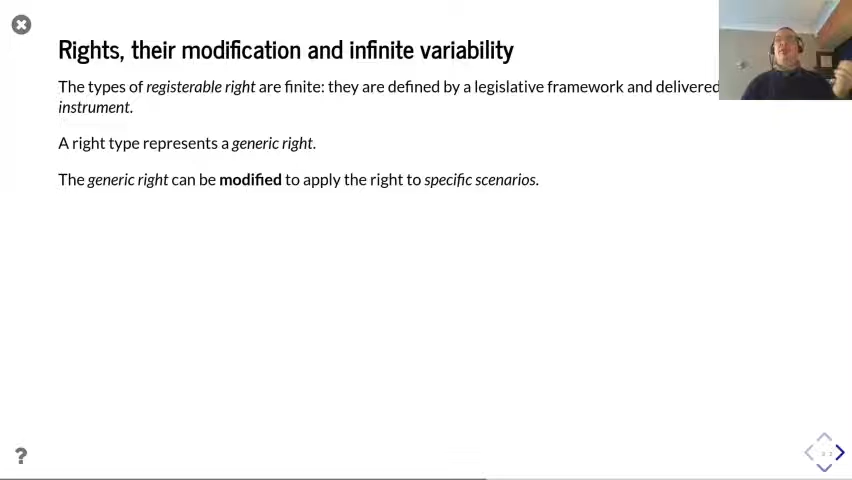 Rights, their modification and infinite variability
The types of registerable right are finite: they are defined by a legislative framework and delivered
instrument.
A right type represents a generic right.
The generic right can be modified to apply the right to specific scenarios.
?